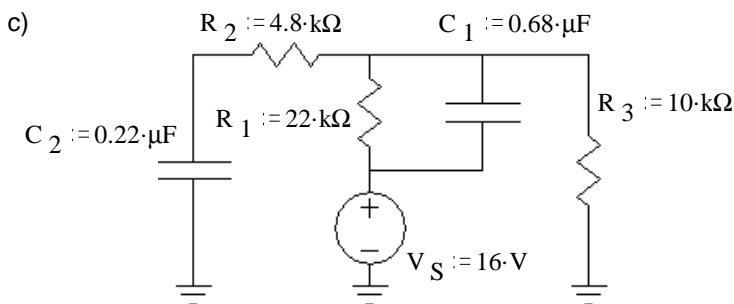 c)
R 2 := 4.8·kΩ
C 1 := 0.68·μF
C 2 := 0.22·μF
R 1 := 22·kΩ
R 3 := 10·kΩ
+
−
V S := 16·V